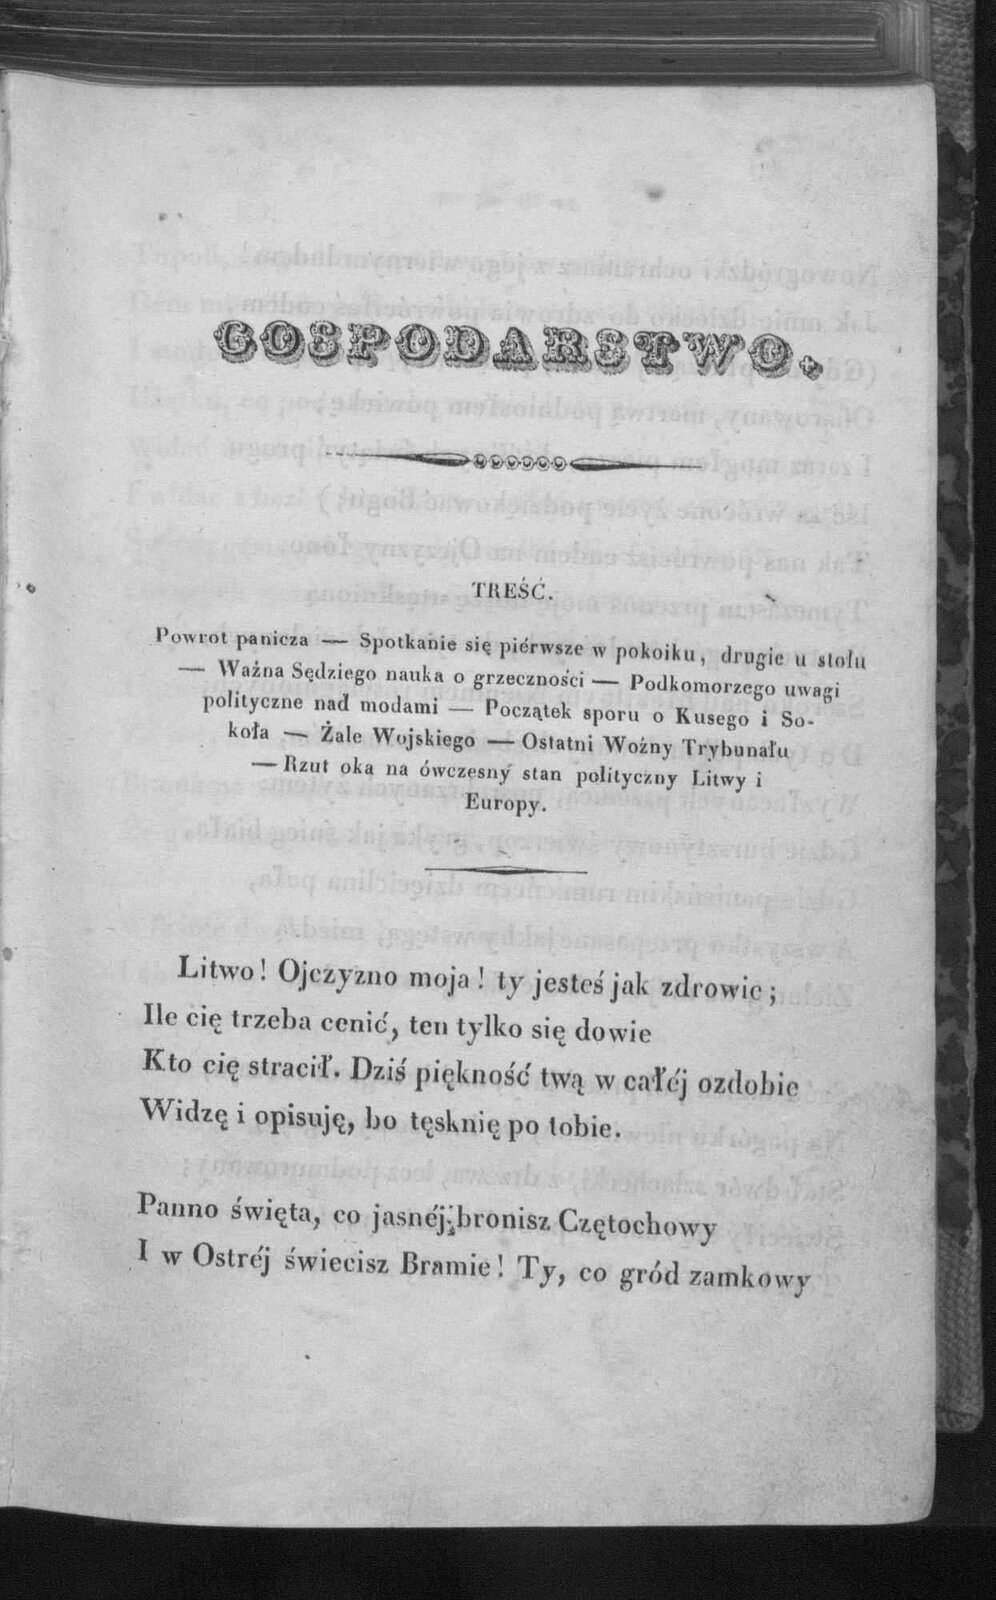 GOSPODARSTWO.
TREŚĆ.
Powrot panicza — Spotkanie się piérwsze w pokoiku, drugie u stołu
— Ważna Sędziego nauka o grzeczności — Podkomorzego uwagi
polityczne nad modami — Początek sporu o Kusego i So-
koła — Żale Wojskiego — Ostatni Woźny Trybunału
— Rzut oka na ówczesny stan polityczny Litwy i
Europy.
Litwo! Ojczyzno moja! ty jesteś jak zdrowie;
Ile cię trzeba cenić, ten tylko się dowie
Kto cię stracił. Dziś piękność twą w całéj ozdobie
Widzę i opisuję, bo tęsknię po tobie.
Panno święta, co jasnéj bronisz Czętochowy
I w Ostréj świecisz Bramie! Ty, co gród zamkowy